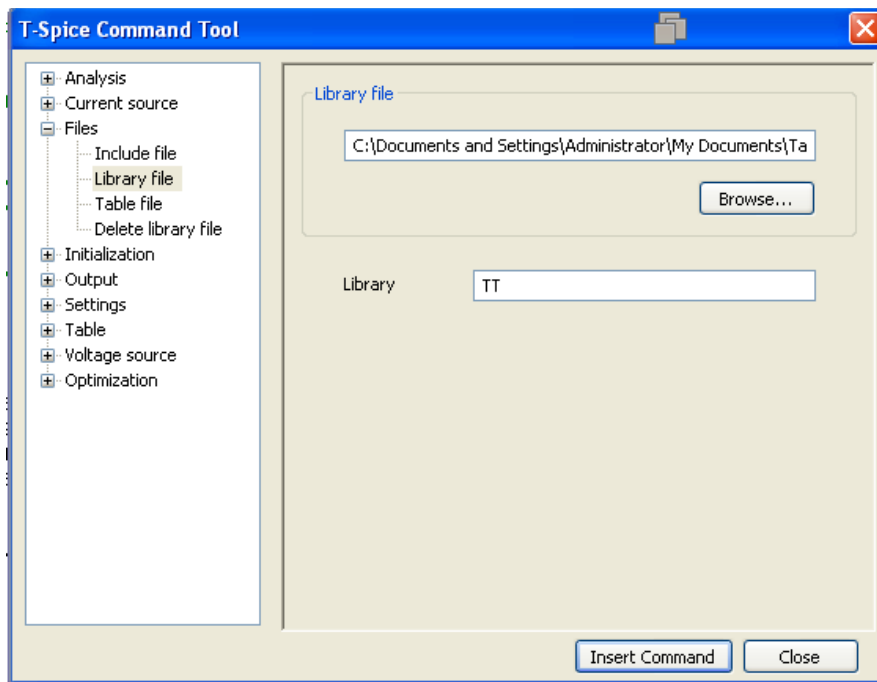 T-Spice Command Tool
Analysis
Current source
Files
Include file
Library file
Table file
Delete library file
Initialization
Output
Settings
Table
Voltage source
Optimization
Library file
C:\Documents and Settings\Administrator\My Documents\Ta
Browse...
Library
TT
Insert Command
Close